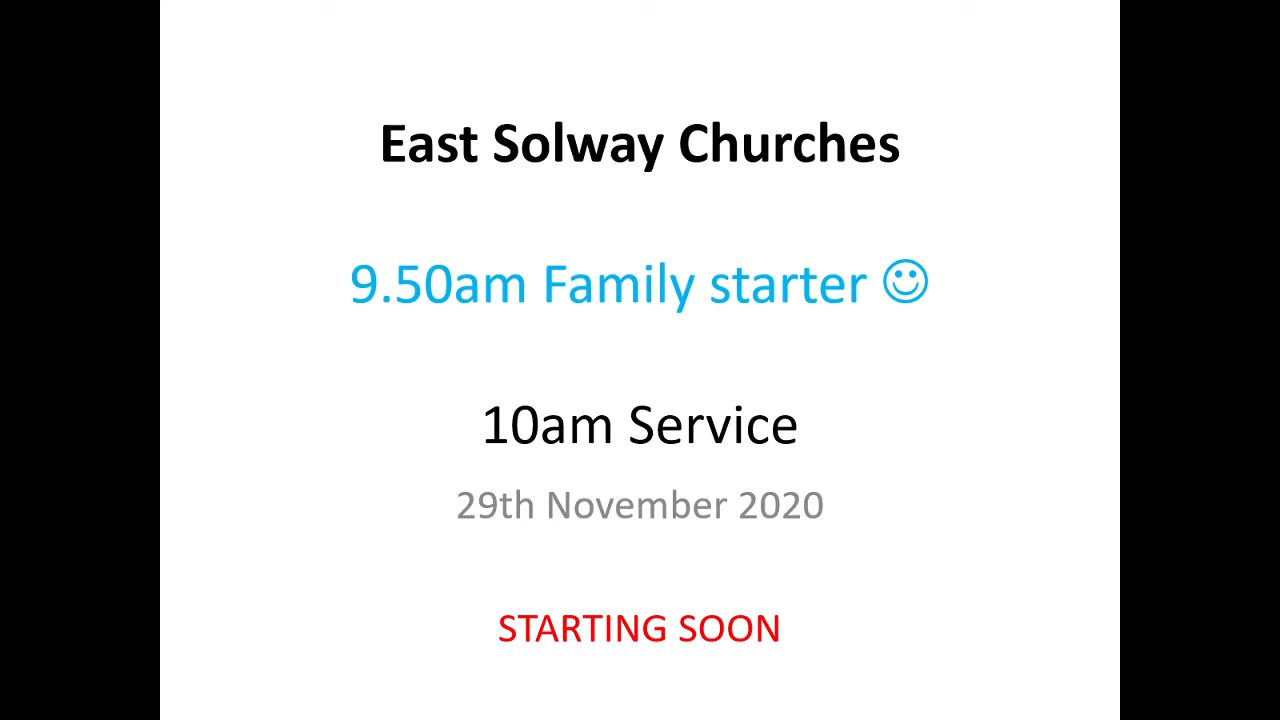 East Solway Churches
9.50am Family starter ☺
10am Service
29th November 2020
STARTING SOON